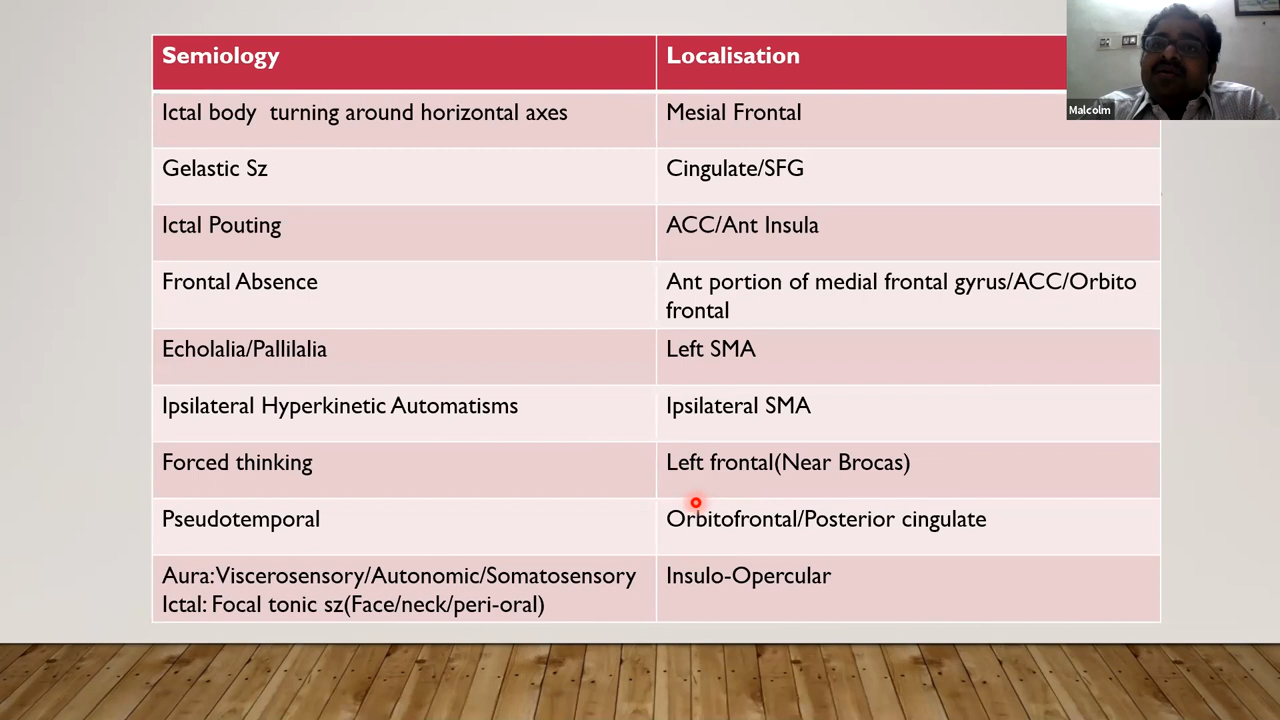 Semiology
Localisation
Malcolm
Ictal body turning around horizontal axes
Mesial Frontal
Gelastic Sz
Cingulate/SFG
Ictal Pouting
ACC/Ant Insula
Frontal Absence
Ant portion of medial frontal gyrus/ACC/Orbito
frontal
Echolalia/Pallilalia
Left SMA
Ipsilateral Hyperkinetic Automatisms
Ipsilateral SMA
Forced thinking
Left frontal(Near Brocas)
Pseudotemporal
Orbitofrontal/Posterior cingulate
Aura:Viscerosensory/Autonomic/Somatosensory
Ictal: Focal tonic sz(Face/neck/peri-oral)
Insulo-Opercular